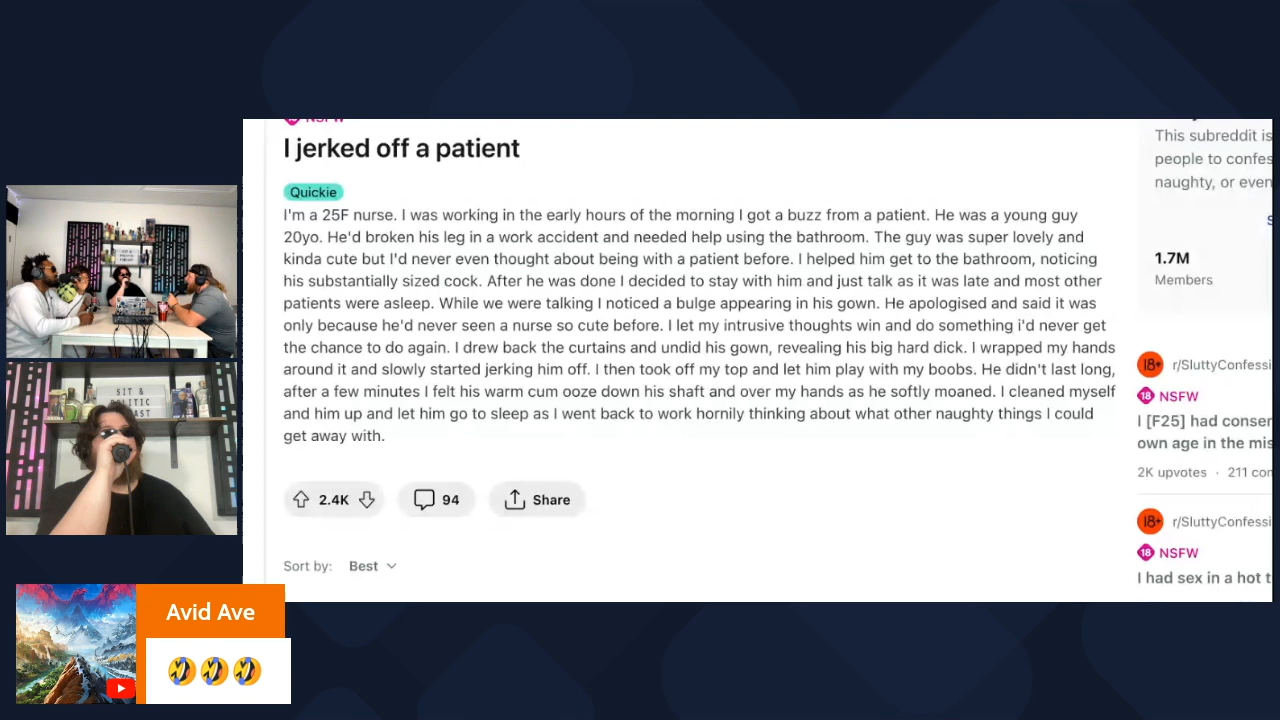 NSFW
I jerked off a patient
Quickie
I'm a 25F nurse. I was working in the early hours of the morning I got a buzz from a patient. He was a young guy
20yo. He'd broken his leg in a work accident and needed help using the bathroom. The guy was super lovely and
kinda cute but I'd never even thought about being with a patient before. I helped him get to the bathroom, noticing
his substantially sized cock. After he was done I decided to stay with him and just talk as it was late and most other
patients were asleep. While we were talking I noticed a bulge appearing in his gown. He apologised and said it was
only because he'd never seen a nurse so cute before. I let my intrusive thoughts win and do something i'd never get
the chance to do again. I drew back the curtains and undid his gown, revealing his big hard dick. I wrapped my hands
around it and slowly started jerking him off. I then took off my top and let him play with my boobs. He didn't last long,
after a few minutes I felt his warm cum ooze down his shaft and over my hands as he softly moaned. I cleaned myself
and him up and let him go to sleep as I went back to work hornily thinking about what other naughty things I could
get away with.
2.4K
94
Share
Sort by: Best
This subreddit is
people to confes
naughty, or even
1.7M
Members
18+ r/SluttyConfessi
18 NSFW
I [F25] had conser
own age in the mis
2K upvotes · 211 con
18+ r/SluttyConfessi
18 NSFW
I had sex in a hot t
SIT &
POLITIC
Avid Ave